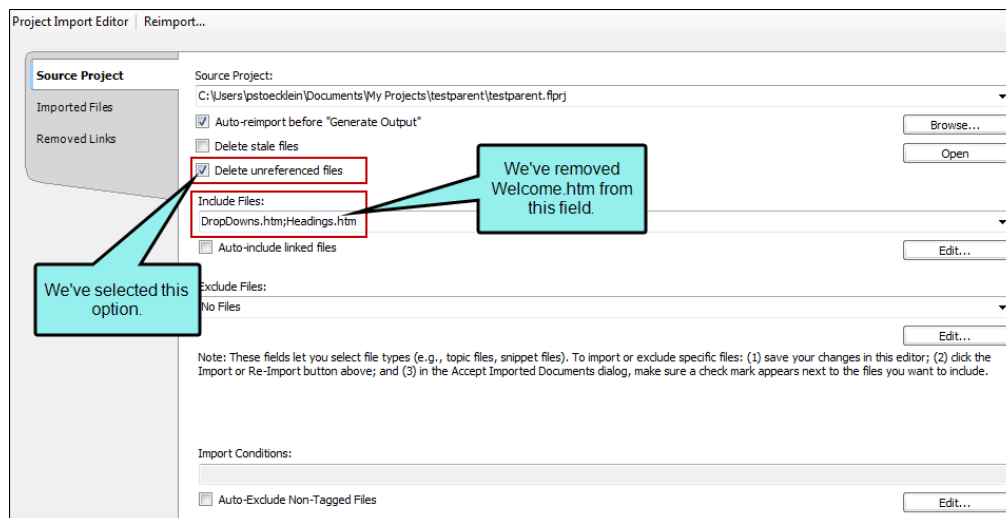 Project Import Editor Reimport...
Source Project
Imported Files
Removed Links
Source Project:
C:\Users\pstoecklein\Documents\My Projects\testparent\testparent.flprj
Auto-reimport before "Generate Output"
Browse...
Delete stale files
Open
Delete unreferenced files
We've removed
Welcome.htm from
this field.
Include Files:
DropDowns.htm;Headings.htm
Auto-include linked files
Edit...
We've selected this
option.
Exclude Files:
No Files
Edit...
Note: These fields let you select file types (e.g., topic files, snippet files). To import or exclude specific files: (1) save your changes in this editor; (2) click the
Import or Re-Import button above; and (3) in the Accept Imported Documents dialog, make sure a check mark appears next to the files you want to include.
Import Conditions:
Auto-Exclude Non-Tagged Files
Edit...